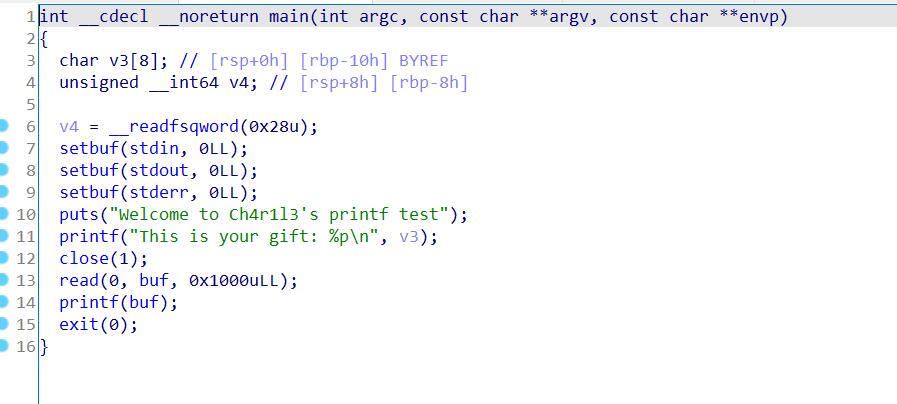 1 int __cdecl __noreturn main(int argc, const char **argv, const char **envp)
2 {
3 char v3[8]; // [rsp+0h] [rbp-10h] BYREF
4 unsigned __int64 v4; // [rsp+8h] [rbp-8h]
5
6 v4 = __readfsqword(0x28u);
7 setbuf(stdin, 0LL);
8 setbuf(stdout, 0LL);
9 setbuf(stderr, 0LL);
10 puts("Welcome to Ch4r1l3's printf test");
11 printf("This is your gift: %p\n", v3);
12 close(1);
13 read(0, buf, 0x1000uLL);
14 printf(buf);
15 exit(0);
16 }